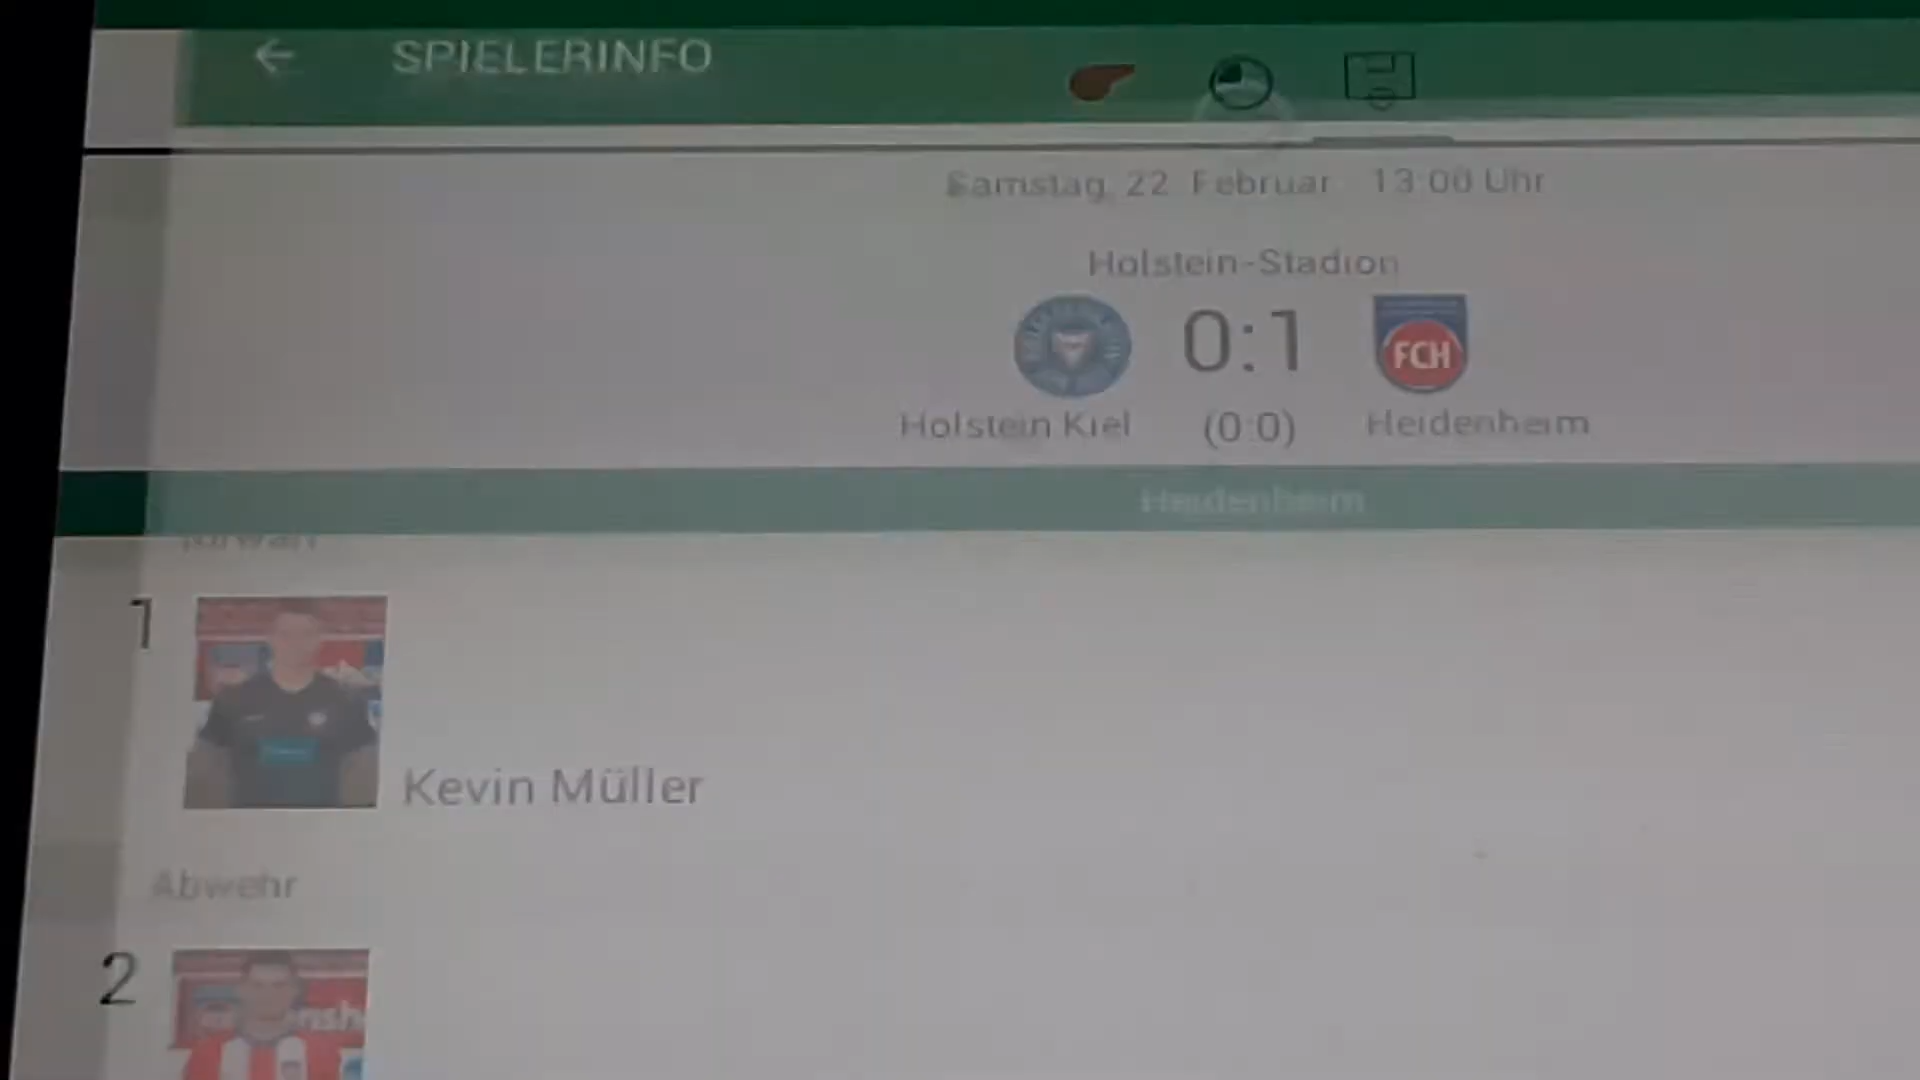 SPIELERINFO
Samstag, 22. Februar 13:00 Uhr
Holstein-Stadion
0:1
FCH
Holstein Kiel (0:0) Heidenheim
Heidenheim
1
Kevin Müller
Abwehr
2